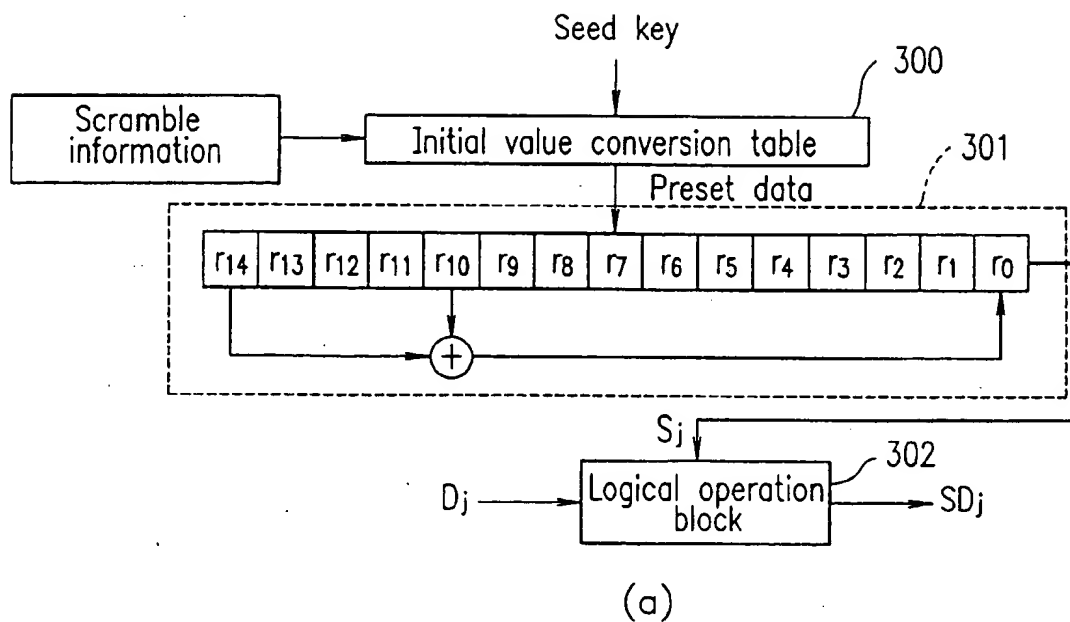 Seed key
300
Scramble
information
Initial value conversion table
301
Preset data
r14 r13 r12 r11 r10 r9 r8 r7 r6 r5 r4 r3 r2 r1 r0
+
Sj
302
Dj
Logical operation
block
SDj
(a)